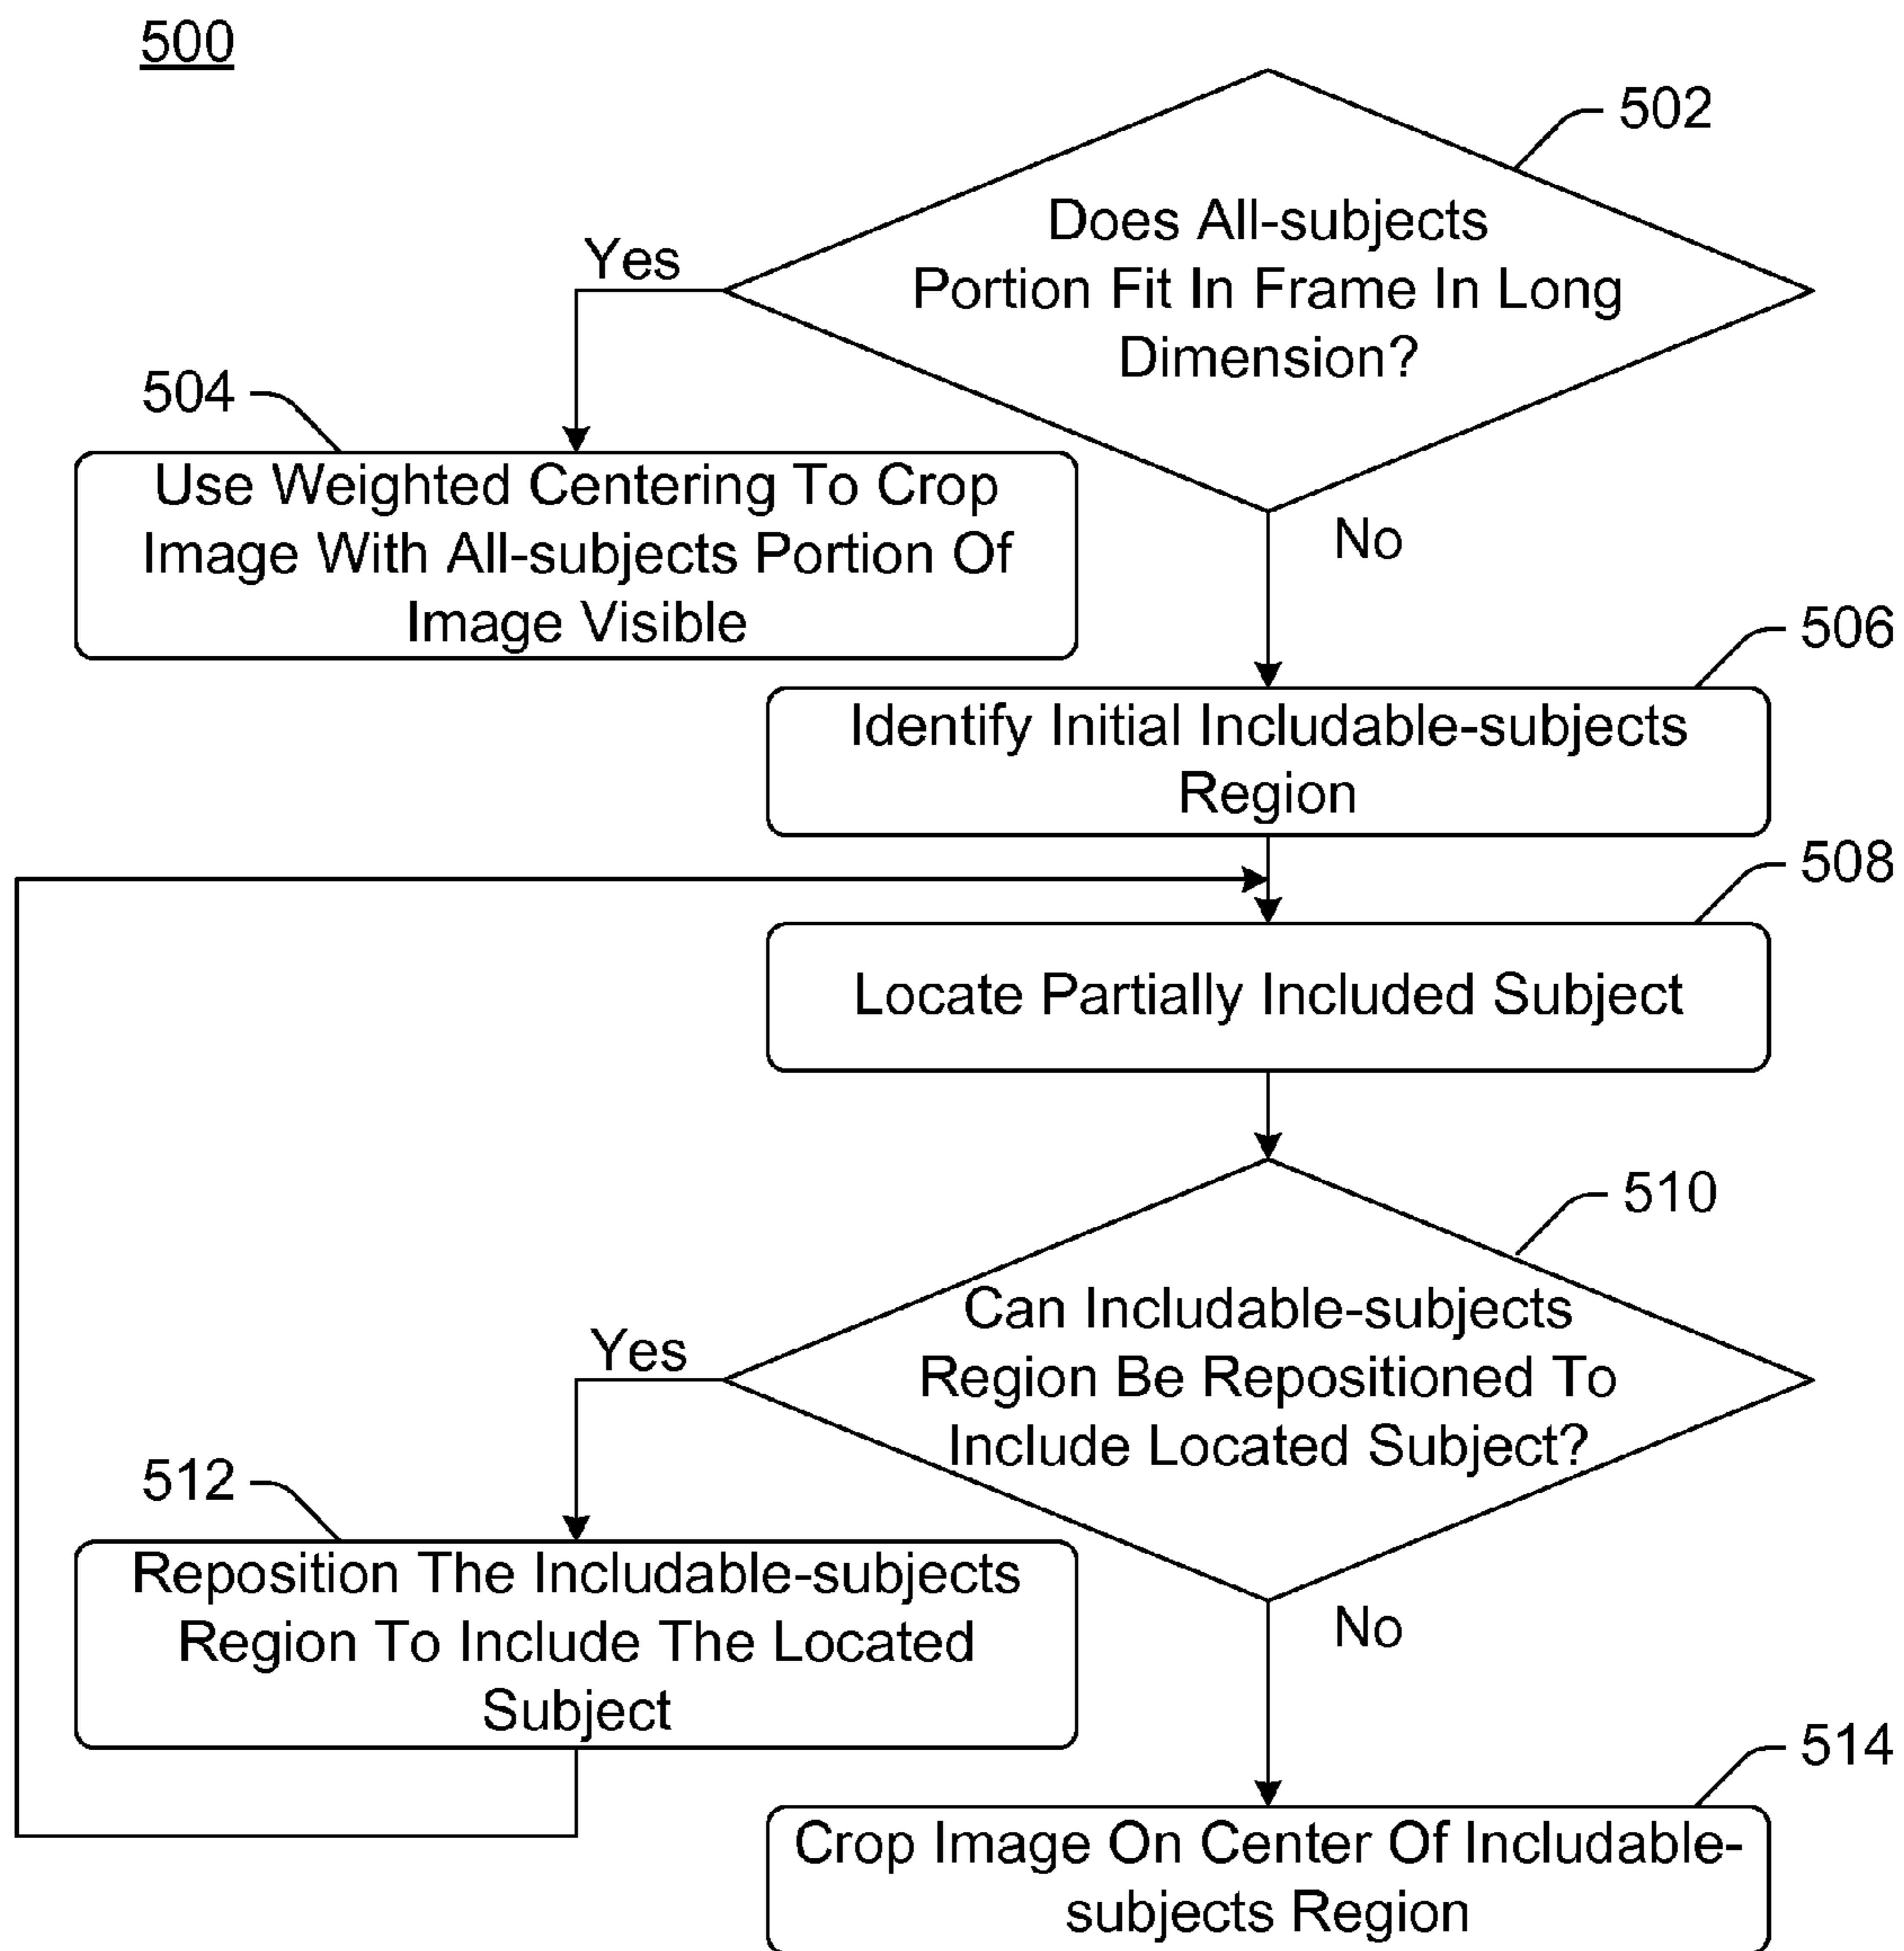 500
502
Does All-subjects
Portion Fit In Frame In Long
Dimension?
Yes
504
Use Weighted Centering To Crop
Image With All-subjects Portion Of
Image Visible
No
506
Identify Initial Includable-subjects
Region
508
Locate Partially Included Subject
510
Can Includable-subjects
Region Be Repositioned To
Include Located Subject?
Yes
512
Reposition The Includable-subjects
Region To Include The Located
Subject
No
514
Crop Image On Center Of Includable-
subjects Region